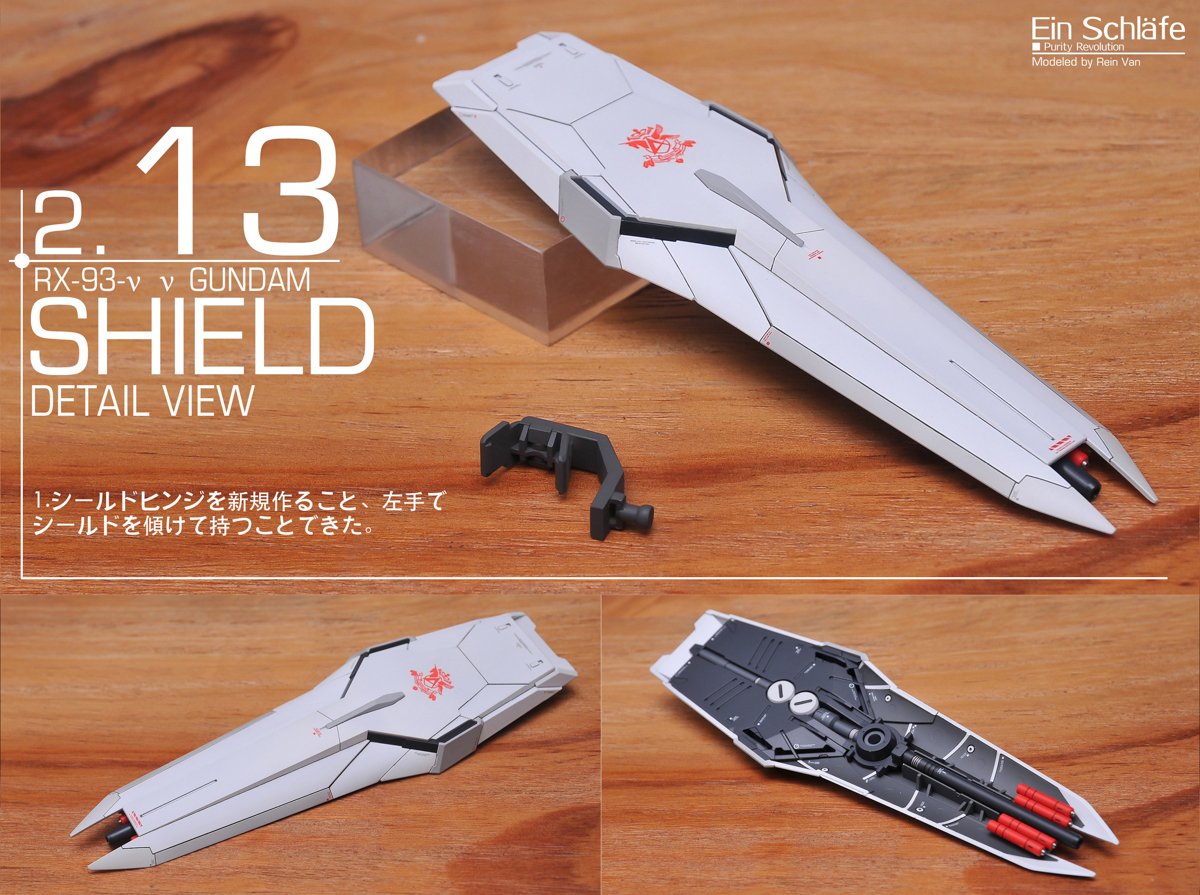 Ein Schläfe
Purity Revolution
Modeled by Rein Van
2.13
RX-93-ν ν GUNDAM
SHIELD
DETAIL VIEW
1.シールドヒンジを新規作ること、左手で
シールドを傾けて持つことできた。